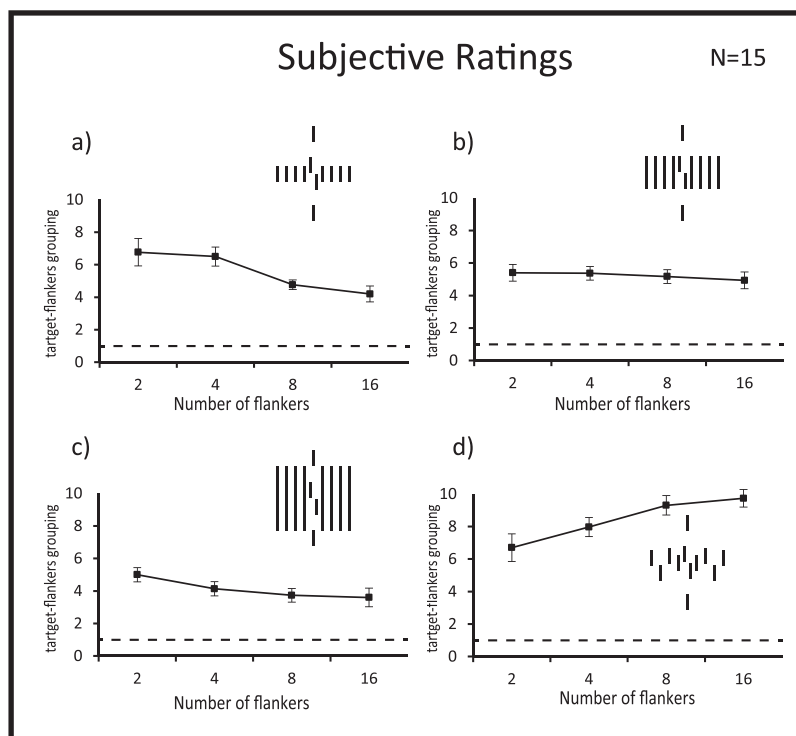 Subjective Ratings
N=15
a)
tartget-flankers grouping
10
8
6
4
2
0
2 4 8 16
Number of flankers
b)
tartget-flankers grouping
10
8
6
4
2
0
2 4 8 16
Number of flankers
c)
tartget-flankers grouping
10
8
6
4
2
0
2 4 8 16
Number of flankers
d)
tartget-flankers grouping
10
8
6
4
2
0
2 4 8 16
Number of flankers